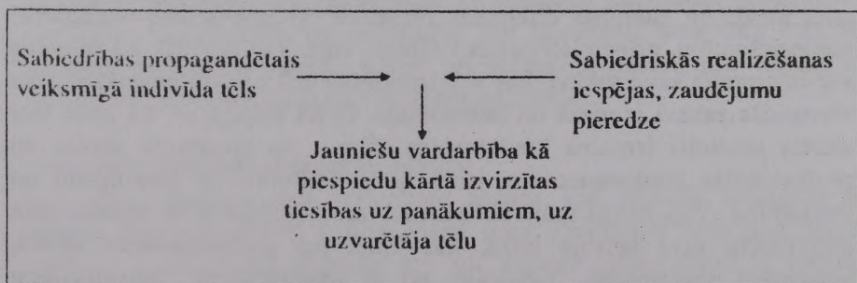 Sabiedrības propagandētais
veiksmīgā indivīda tēls
Sabiedriskās realizēšanas
iespējas, zaudējumu
pieredze
Jauniešu vardarbība kā
piespiedu kārtā izvirzītas
tiesības uz panākumiem, uz
uzvarētāja tēlu